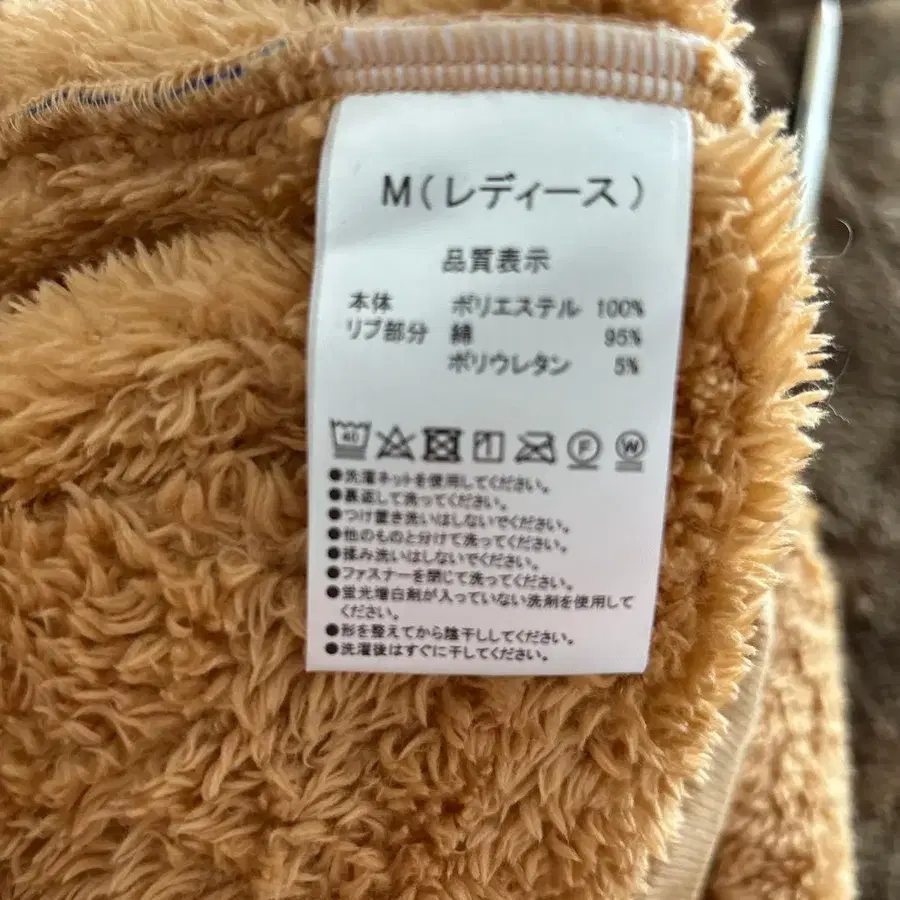 M(レディース)
品質表示
本体 ポリエステル 100%
リブ部分 綿 95%
ポリウレタン 5%
40 F W
●洗濯ネットを使用してください。
●裏返して洗ってください。
●つけ置き洗いはしないでください。
●他のものと分けて洗ってください。
●揉み洗いはしないでください。
●ファスナーを閉じて洗ってください。
●蛍光増白剤が入っていない洗剤を使用して
ください。
●形を整えてから陰干ししてください。
●洗濯後はすぐに干してください。